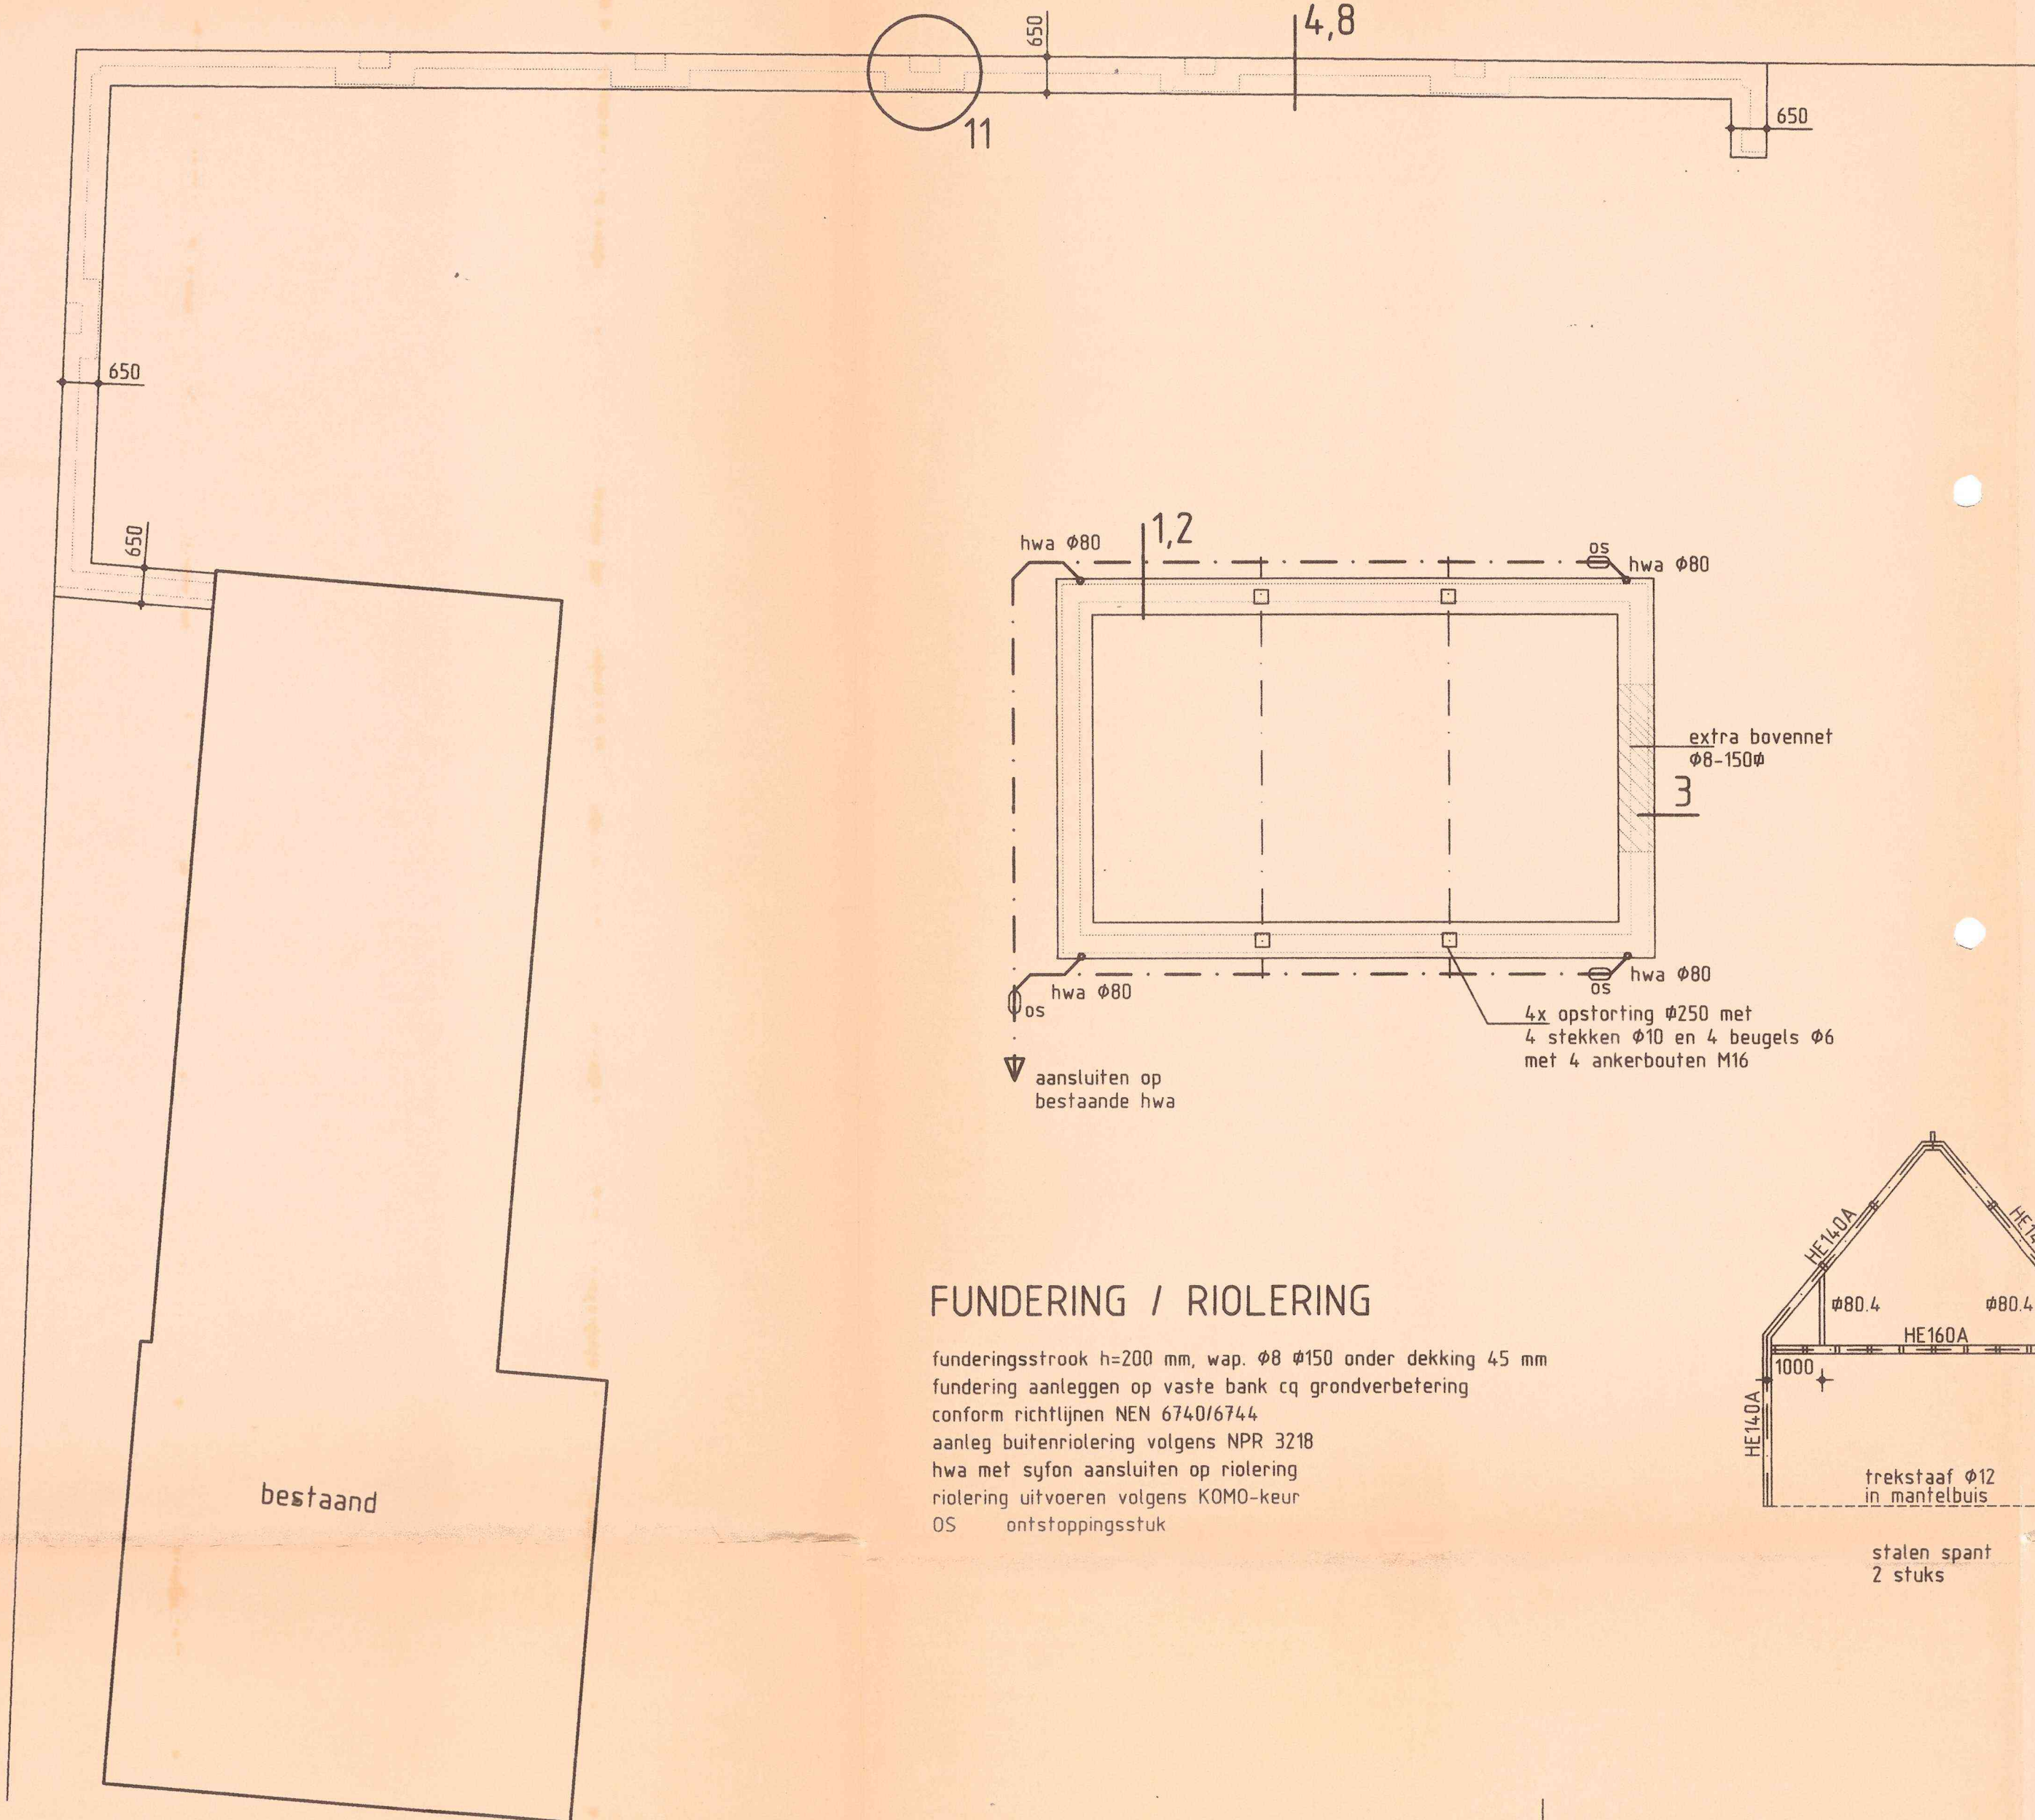 650
4,8
11
650
650
650
1,2
hwa Φ80
os
hwa Φ80
extra bovennet
Φ8-150⌽
3
hwa Φ80
os
hwa Φ80
os
4x opstorting ⌽250 met
4 stekken Φ10 en 4 beugels Φ6
met 4 ankerbouten M16
aansluiten op
bestaande hwa
HE140A
Φ80.4
Φ80.4
HE160A
1000
HE140A
trekstaaf Φ12
in mantelbuis
stalen spant
2 stuks
FUNDERING / RIOLERING
funderingsstrook h=200 mm, wap. Φ8 ⌽150 onder dekking 45 mm
fundering aanleggen op vaste bank cq grondverbetering
conform richtlijnen NEN 6740/6744
aanleg buitenriolering volgens NPR 3218
hwa met syfon aansluiten op riolering
riolering uitvoeren volgens KOMO-keur
OS ontstoppingsstuk
bestaand